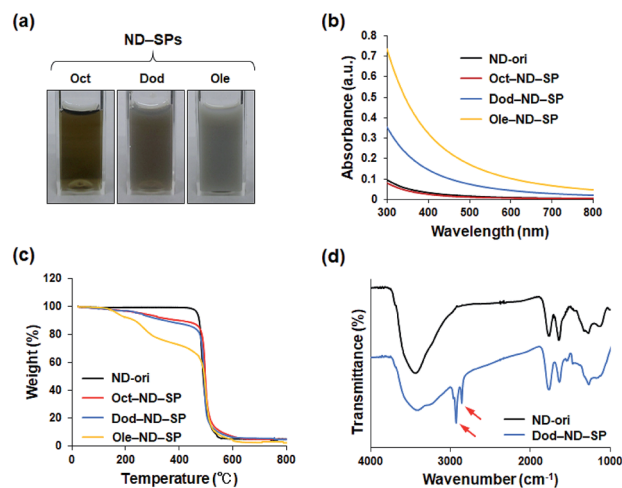 (a)
ND–SPs
Oct Dod Ole
(b)
Absorbance (a.u.)
0.8
0.7
0.6
0.5
0.4
0.3
0.2
0.1
0
300 400 500 600 700 800
Wavelength (nm)
ND-ori
Oct–ND–SP
Dod–ND–SP
Ole–ND–SP
(c)
Weight (%)
120
100
80
60
40
20
0
0 200 400 600 800
Temperature (℃)
ND-ori
Oct–ND–SP
Dod–ND–SP
Ole–ND–SP
(d)
Transmittance (%)
4000 3000 2000 1000
Wavenumber (cm-1)
ND-ori
Dod–ND–SP